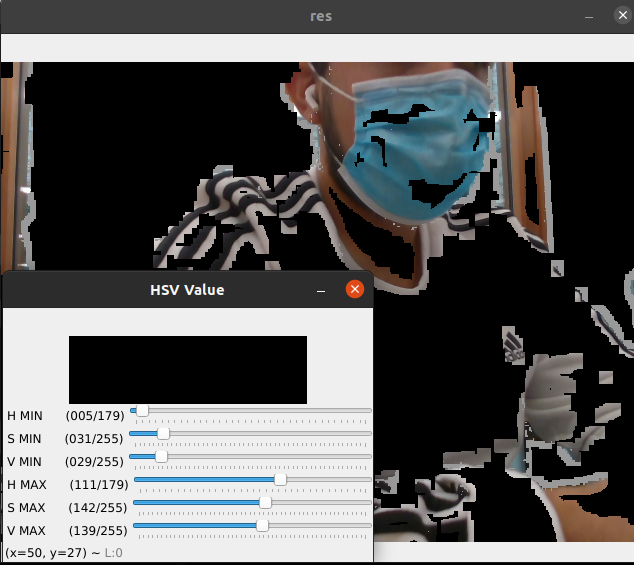 res
HSV Value
H MIN (005/179)
S MIN (031/255)
V MIN (029/255)
H MAX (111/179)
S MAX (142/255)
V MAX (139/255)
(x=50, y=27) ~ L:0